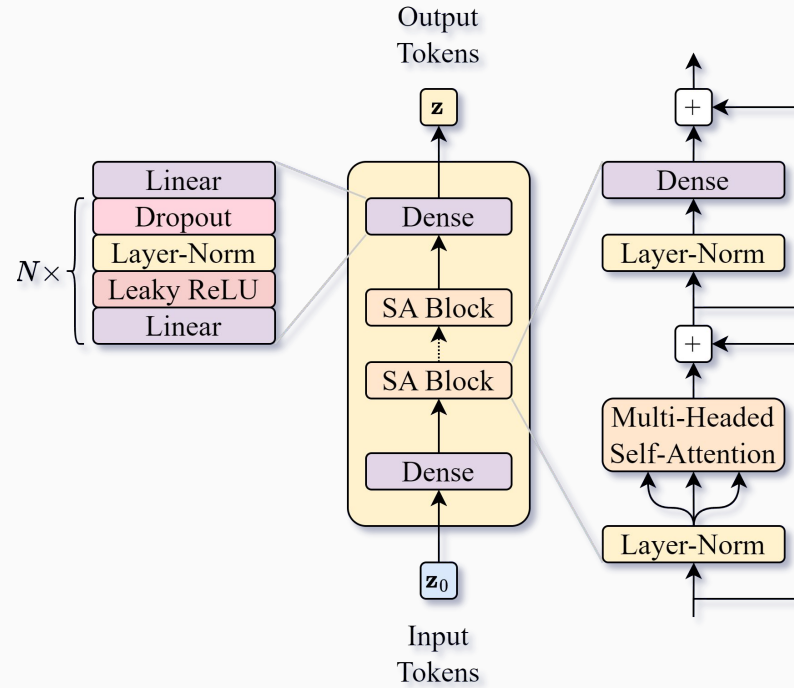 Output
Tokens
z
Linear
Dropout
Layer-Norm
Leaky ReLU
Linear
N×
Dense
SA Block
SA Block
Dense
z₀
Input
Tokens
+
Dense
Layer-Norm
+
Multi-Headed
Self-Attention
Layer-Norm